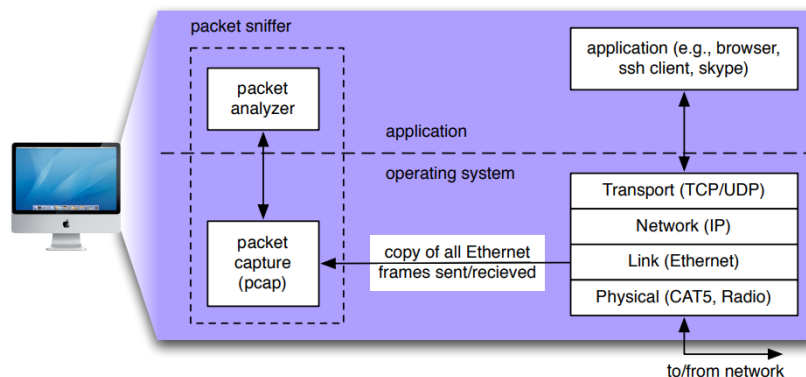 packet sniffer
packet
analyzer
application (e.g., browser,
ssh client, skype)
application
operating system
packet
capture
(pcap)
copy of all Ethernet
frames sent/recieved
Transport (TCP/UDP)
Network (IP)
Link (Ethernet)
Physical (CAT5, Radio)
to/from network